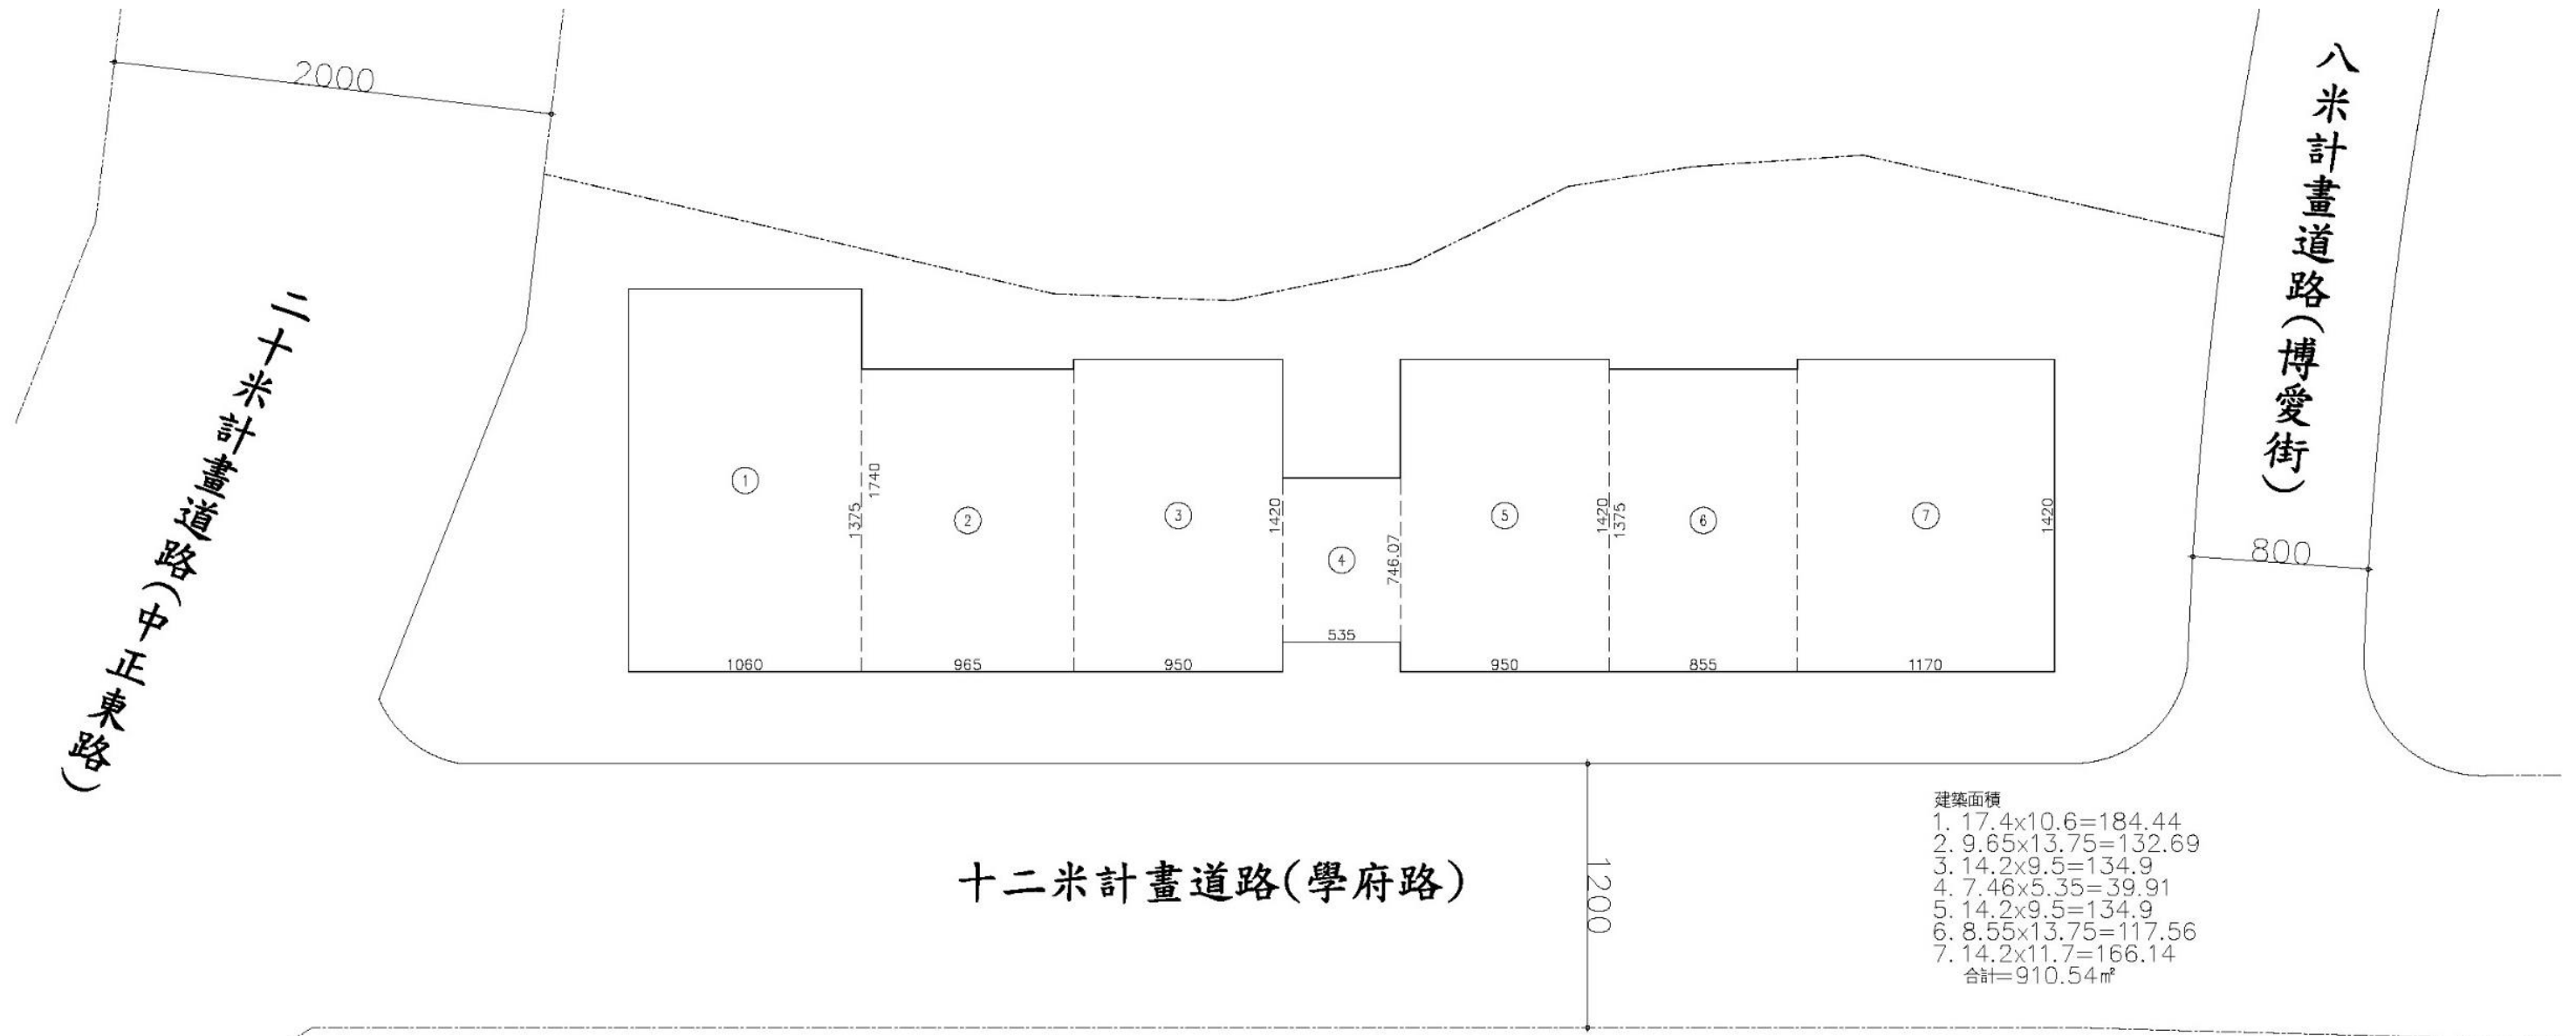 2000
八米計畫道路(博愛街)
二十米計畫道路(中正東路)
1
1375
1740
2
3
1420
4
746.07
5
1420
1375
6
7
1420
800
535
1060
965
950
950
855
1170
十二米計畫道路(學府路)
1200
建築面積
1. 17.4x10.6=184.44
2. 9.65x13.75=132.69
3. 14.2x9.5=134.9
4. 7.46x5.35=39.91
5. 14.2x9.5=134.9
6. 8.55x13.75=117.56
7. 14.2x11.7=166.14
合計=910.54㎡